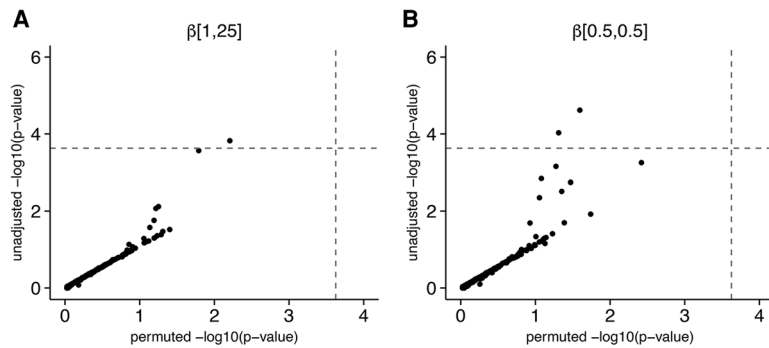 A
β[1,25]
unadjusted −log10(p−value)
6
4
2
0
0 1 2 3 4
permuted −log10(p−value)
B
β[0.5,0.5]
unadjusted −log10(p−value)
6
4
2
0
0 1 2 3 4
permuted −log10(p−value)